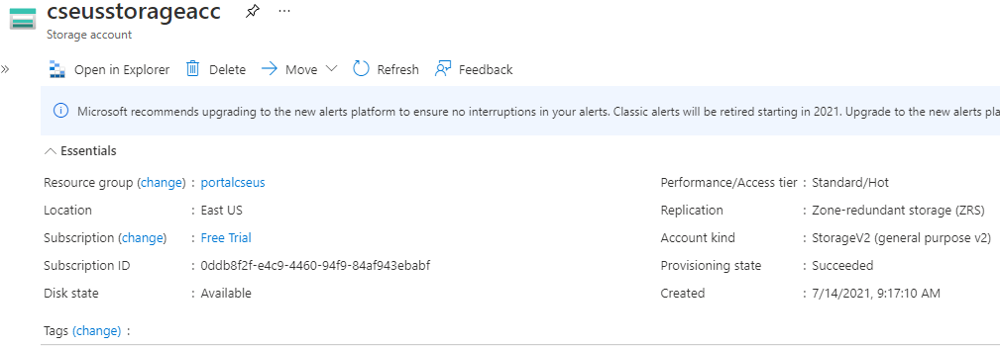 cseusstorageacc
Storage account
Open in Explorer Delete Move Refresh Feedback
Microsoft recommends upgrading to the new alerts platform to ensure no interruptions in your alerts. Classic alerts will be retired starting in 2021. Upgrade to the new alerts pla
Essentials
Resource group (change) : portalcseus
Location : East US
Subscription (change) : Free Trial
Subscription ID : 0ddb8f2f-e4c9-4460-94f9-84af943ebabf
Disk state : Available
Performance/Access tier : Standard/Hot
Replication : Zone-redundant storage (ZRS)
Account kind : StorageV2 (general purpose v2)
Provisioning state : Succeeded
Created : 7/14/2021, 9:17:10 AM
Tags (change) :